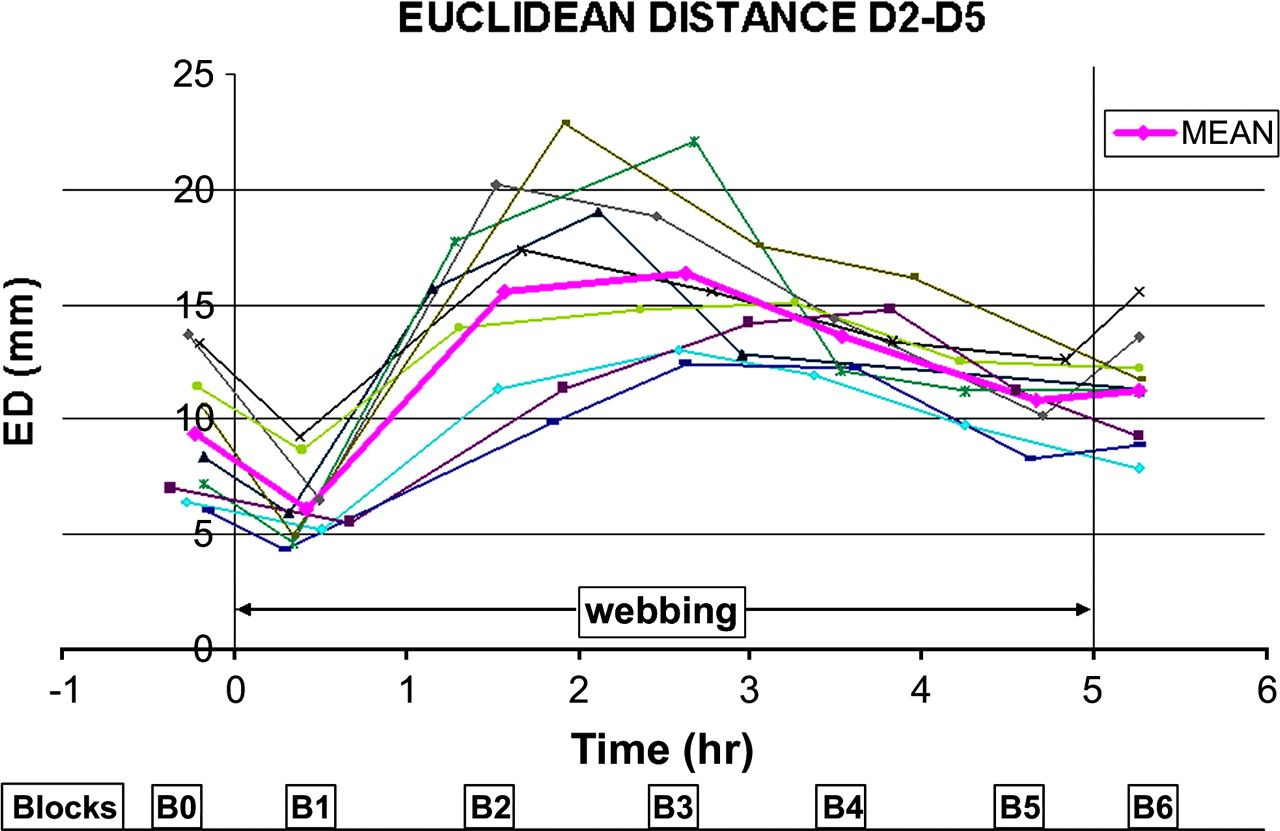 EUCLIDEAN DISTANCE D2-D5
25
20
15
10
5
0
ED (mm)
MEAN
webbing
-1 0 1 2 3 4 5 6
Time (hr)
Blocks B0 B1 B2 B3 B4 B5 B6